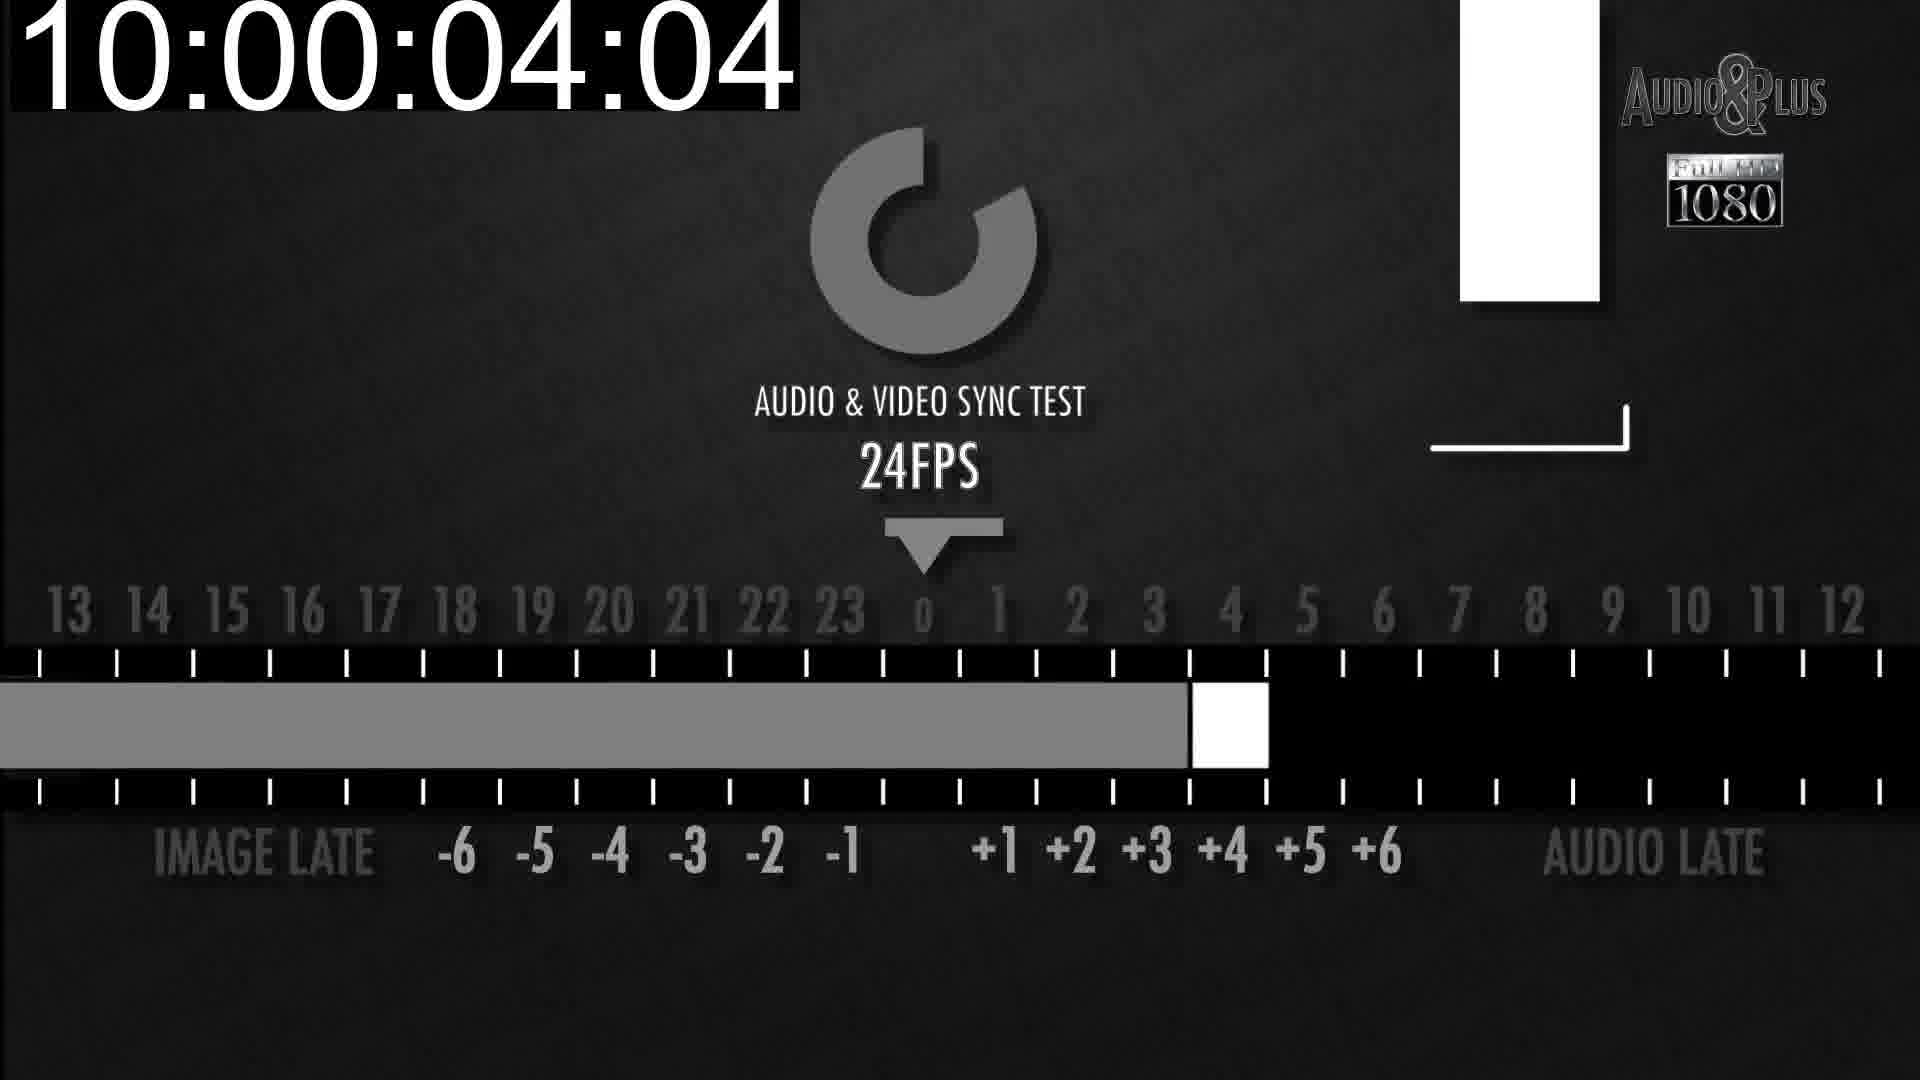 10:00:04:04
AUDIO&PLUS
FULL HD
1080
AUDIO & VIDEO SYNC TEST
24FPS
13 14 15 16 17 18 19 20 21 22 23 0 1 2 3 4 5 6 7 8 9 10 11 12
IMAGE LATE -6 -5 -4 -3 -2 -1 +1 +2 +3 +4 +5 +6 AUDIO LATE